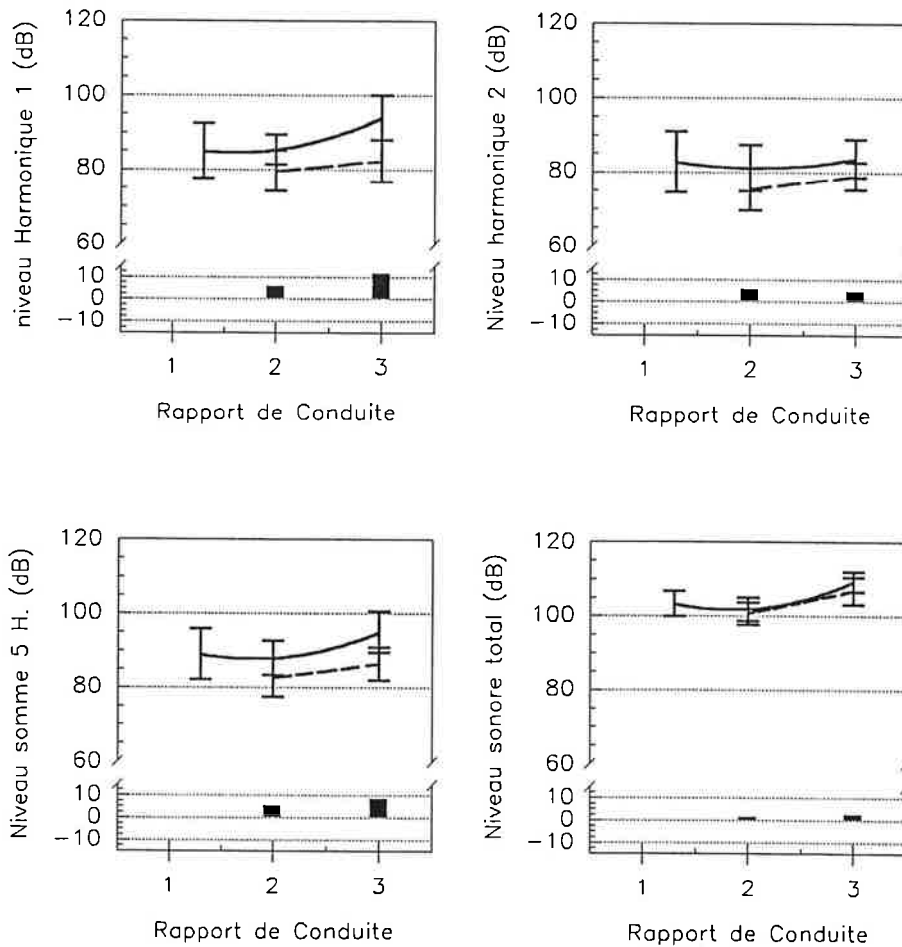 niveau Harmonique 1 (dB)
120
100
80
60
10
0
−10
1 2 3
Rapport de Conduite
Niveau harmonique 2 (dB)
120
100
80
60
10
0
−10
1 2 3
Rapport de Conduite
Niveau somme 5 H. (dB)
120
100
80
60
10
0
−10
1 2 3
Rapport de Conduite
Niveau sonore total (dB)
120
100
80
60
10
0
−10
1 2 3
Rapport de Conduite